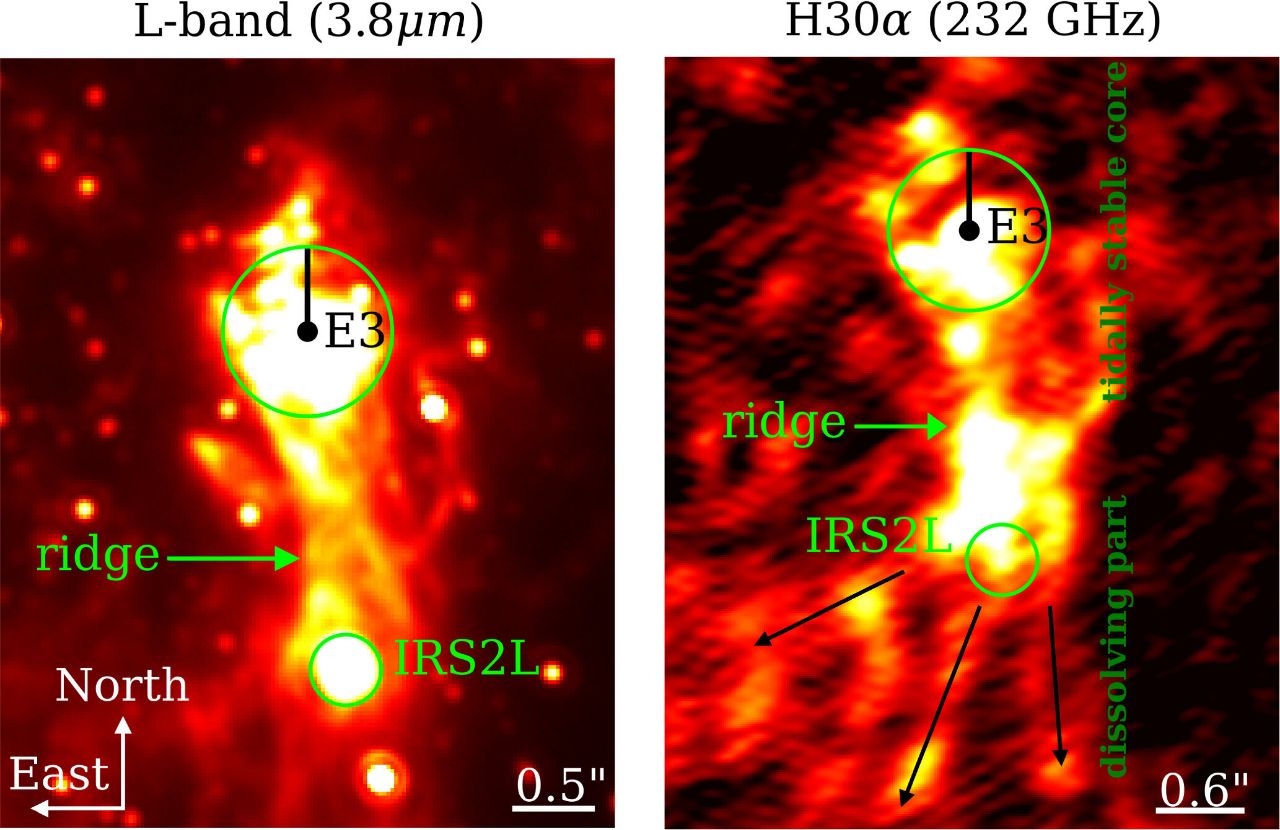 L-band (3.8μm)
E3
ridge
IRS2L
North
East
0.5"
H30α (232 GHz)
E3
tidally stable core
ridge
IRS2L
dissolving part
0.6"